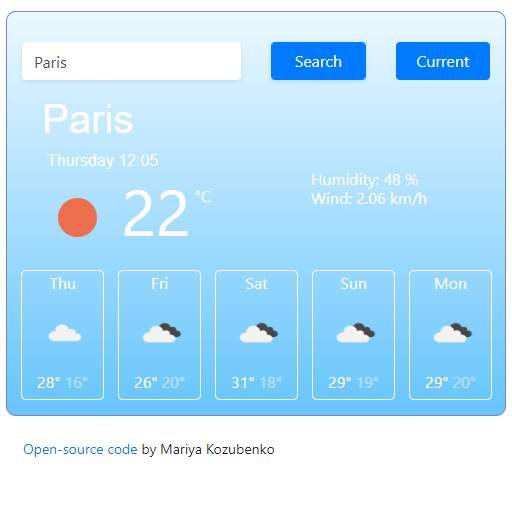 Paris
Search
Current
Paris
Thursday 12:05
22 °C
Humidity: 48 %
Wind: 2.06 km/h
Thu
Fri
Sat
Sun
Mon
28° 16°
26° 20°
31° 18°
29° 19°
29° 20°
Open-source code by Mariya Kozubenko